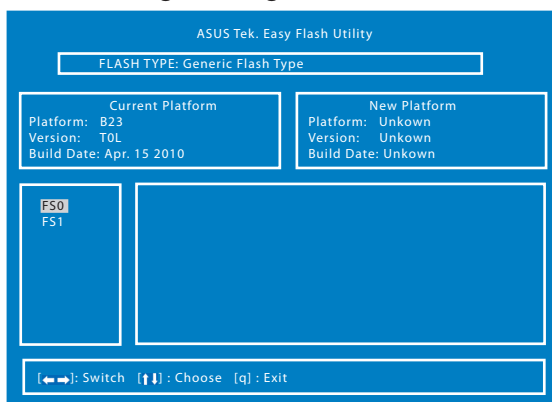 ASUS Tek. Easy Flash Utility
FLASH TYPE: Generic Flash Type
Current Platform
Platform: B23
Version: T0L
Build Date: Apr. 15 2010
New Platform
Platform: Unkown
Version: Unkown
Build Date: Unkown
FS0
FS1
[←→]: Switch [↑↓] : Choose [q] : Exit